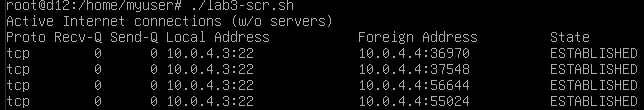 root@d12:/home/myuser# ./lab3-scr.sh
Active Internet connections (w/o servers)
Proto Recv-Q Send-Q Local Address           Foreign Address         State
tcp        0      0 10.0.4.3:22             10.0.4.4:36970          ESTABLISHED
tcp        0      0 10.0.4.3:22             10.0.4.4:37548          ESTABLISHED
tcp        0      0 10.0.4.3:22             10.0.4.4:56644          ESTABLISHED
tcp        0      0 10.0.4.3:22             10.0.4.4:55024          ESTABLISHED